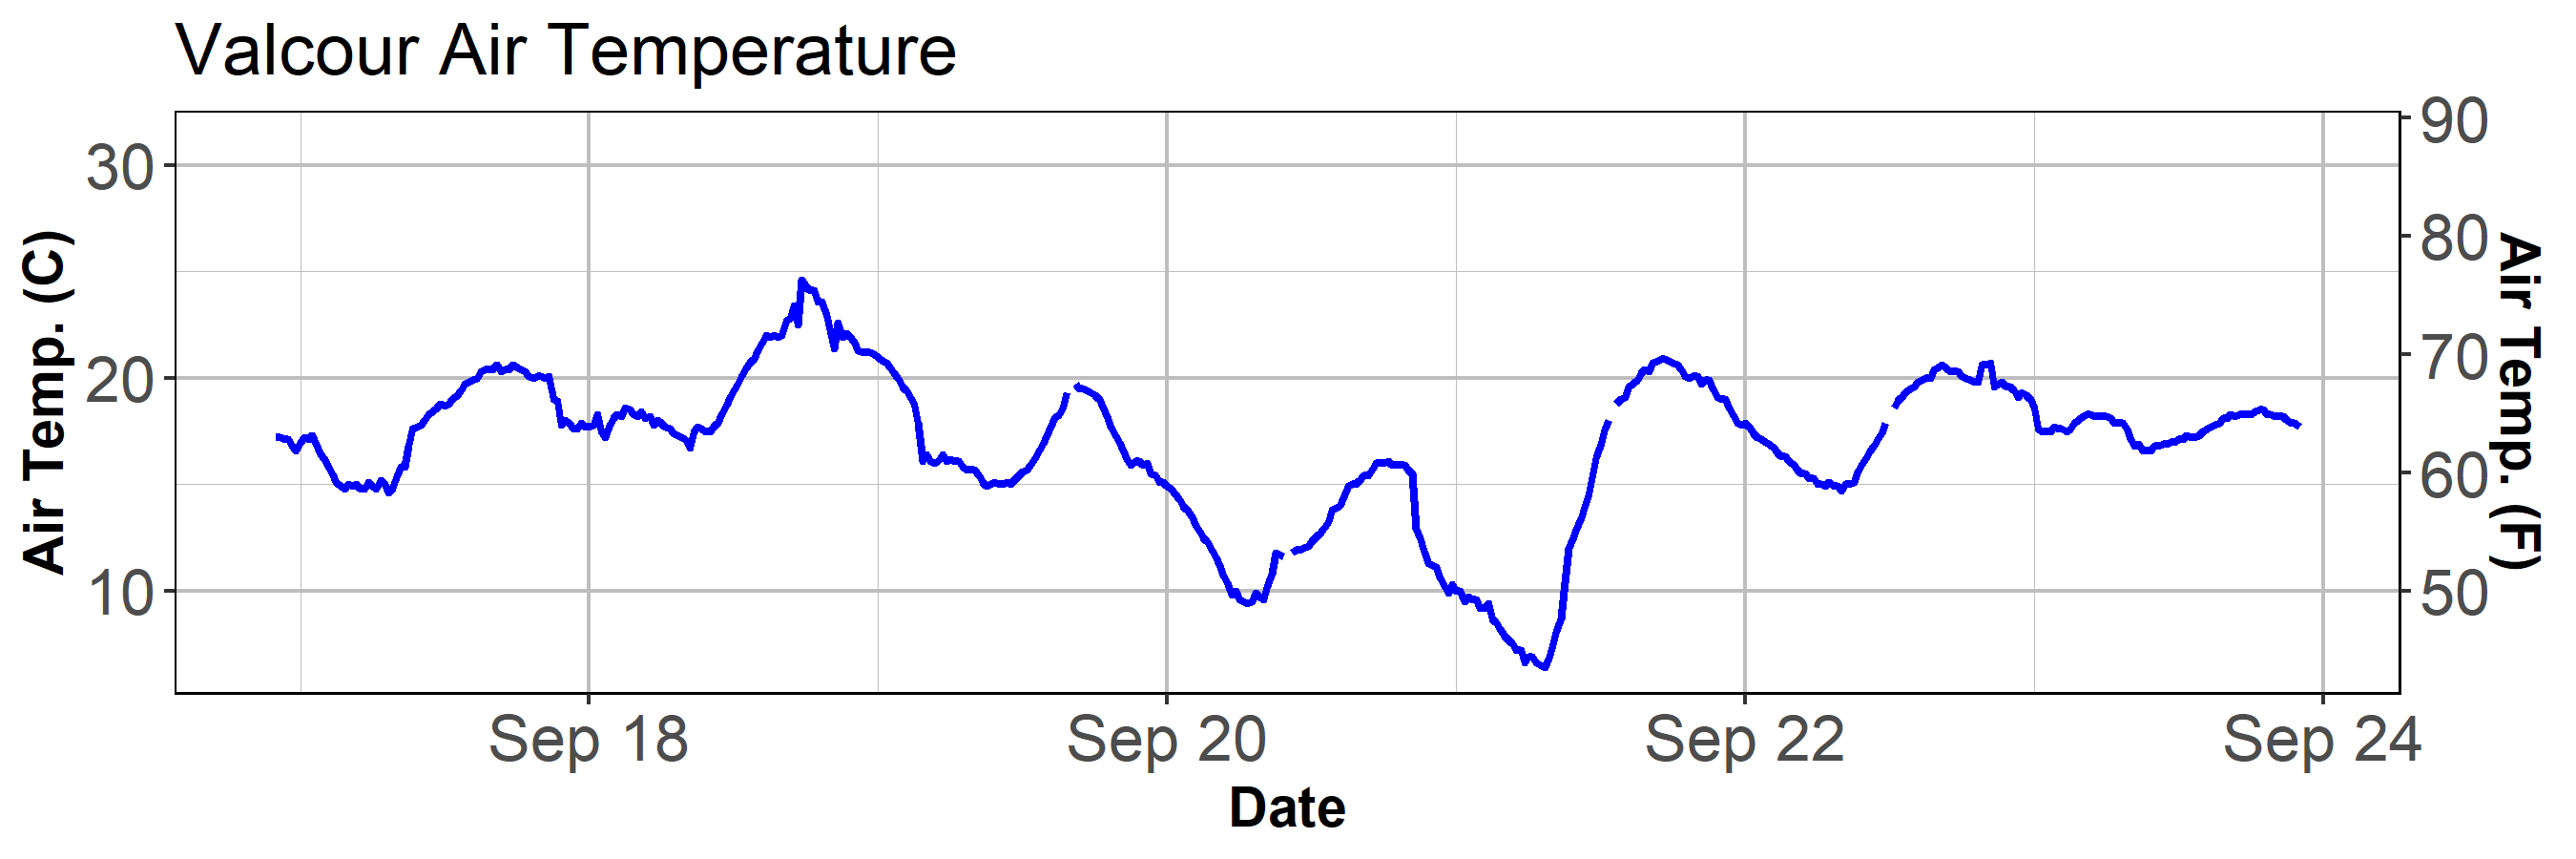 Valcour Air Temperature
Air Temp. (C)
30
20
10
90
80
70
60
50
Air Temp. (F)
Sep 18 Sep 20 Sep 22 Sep 24
Date